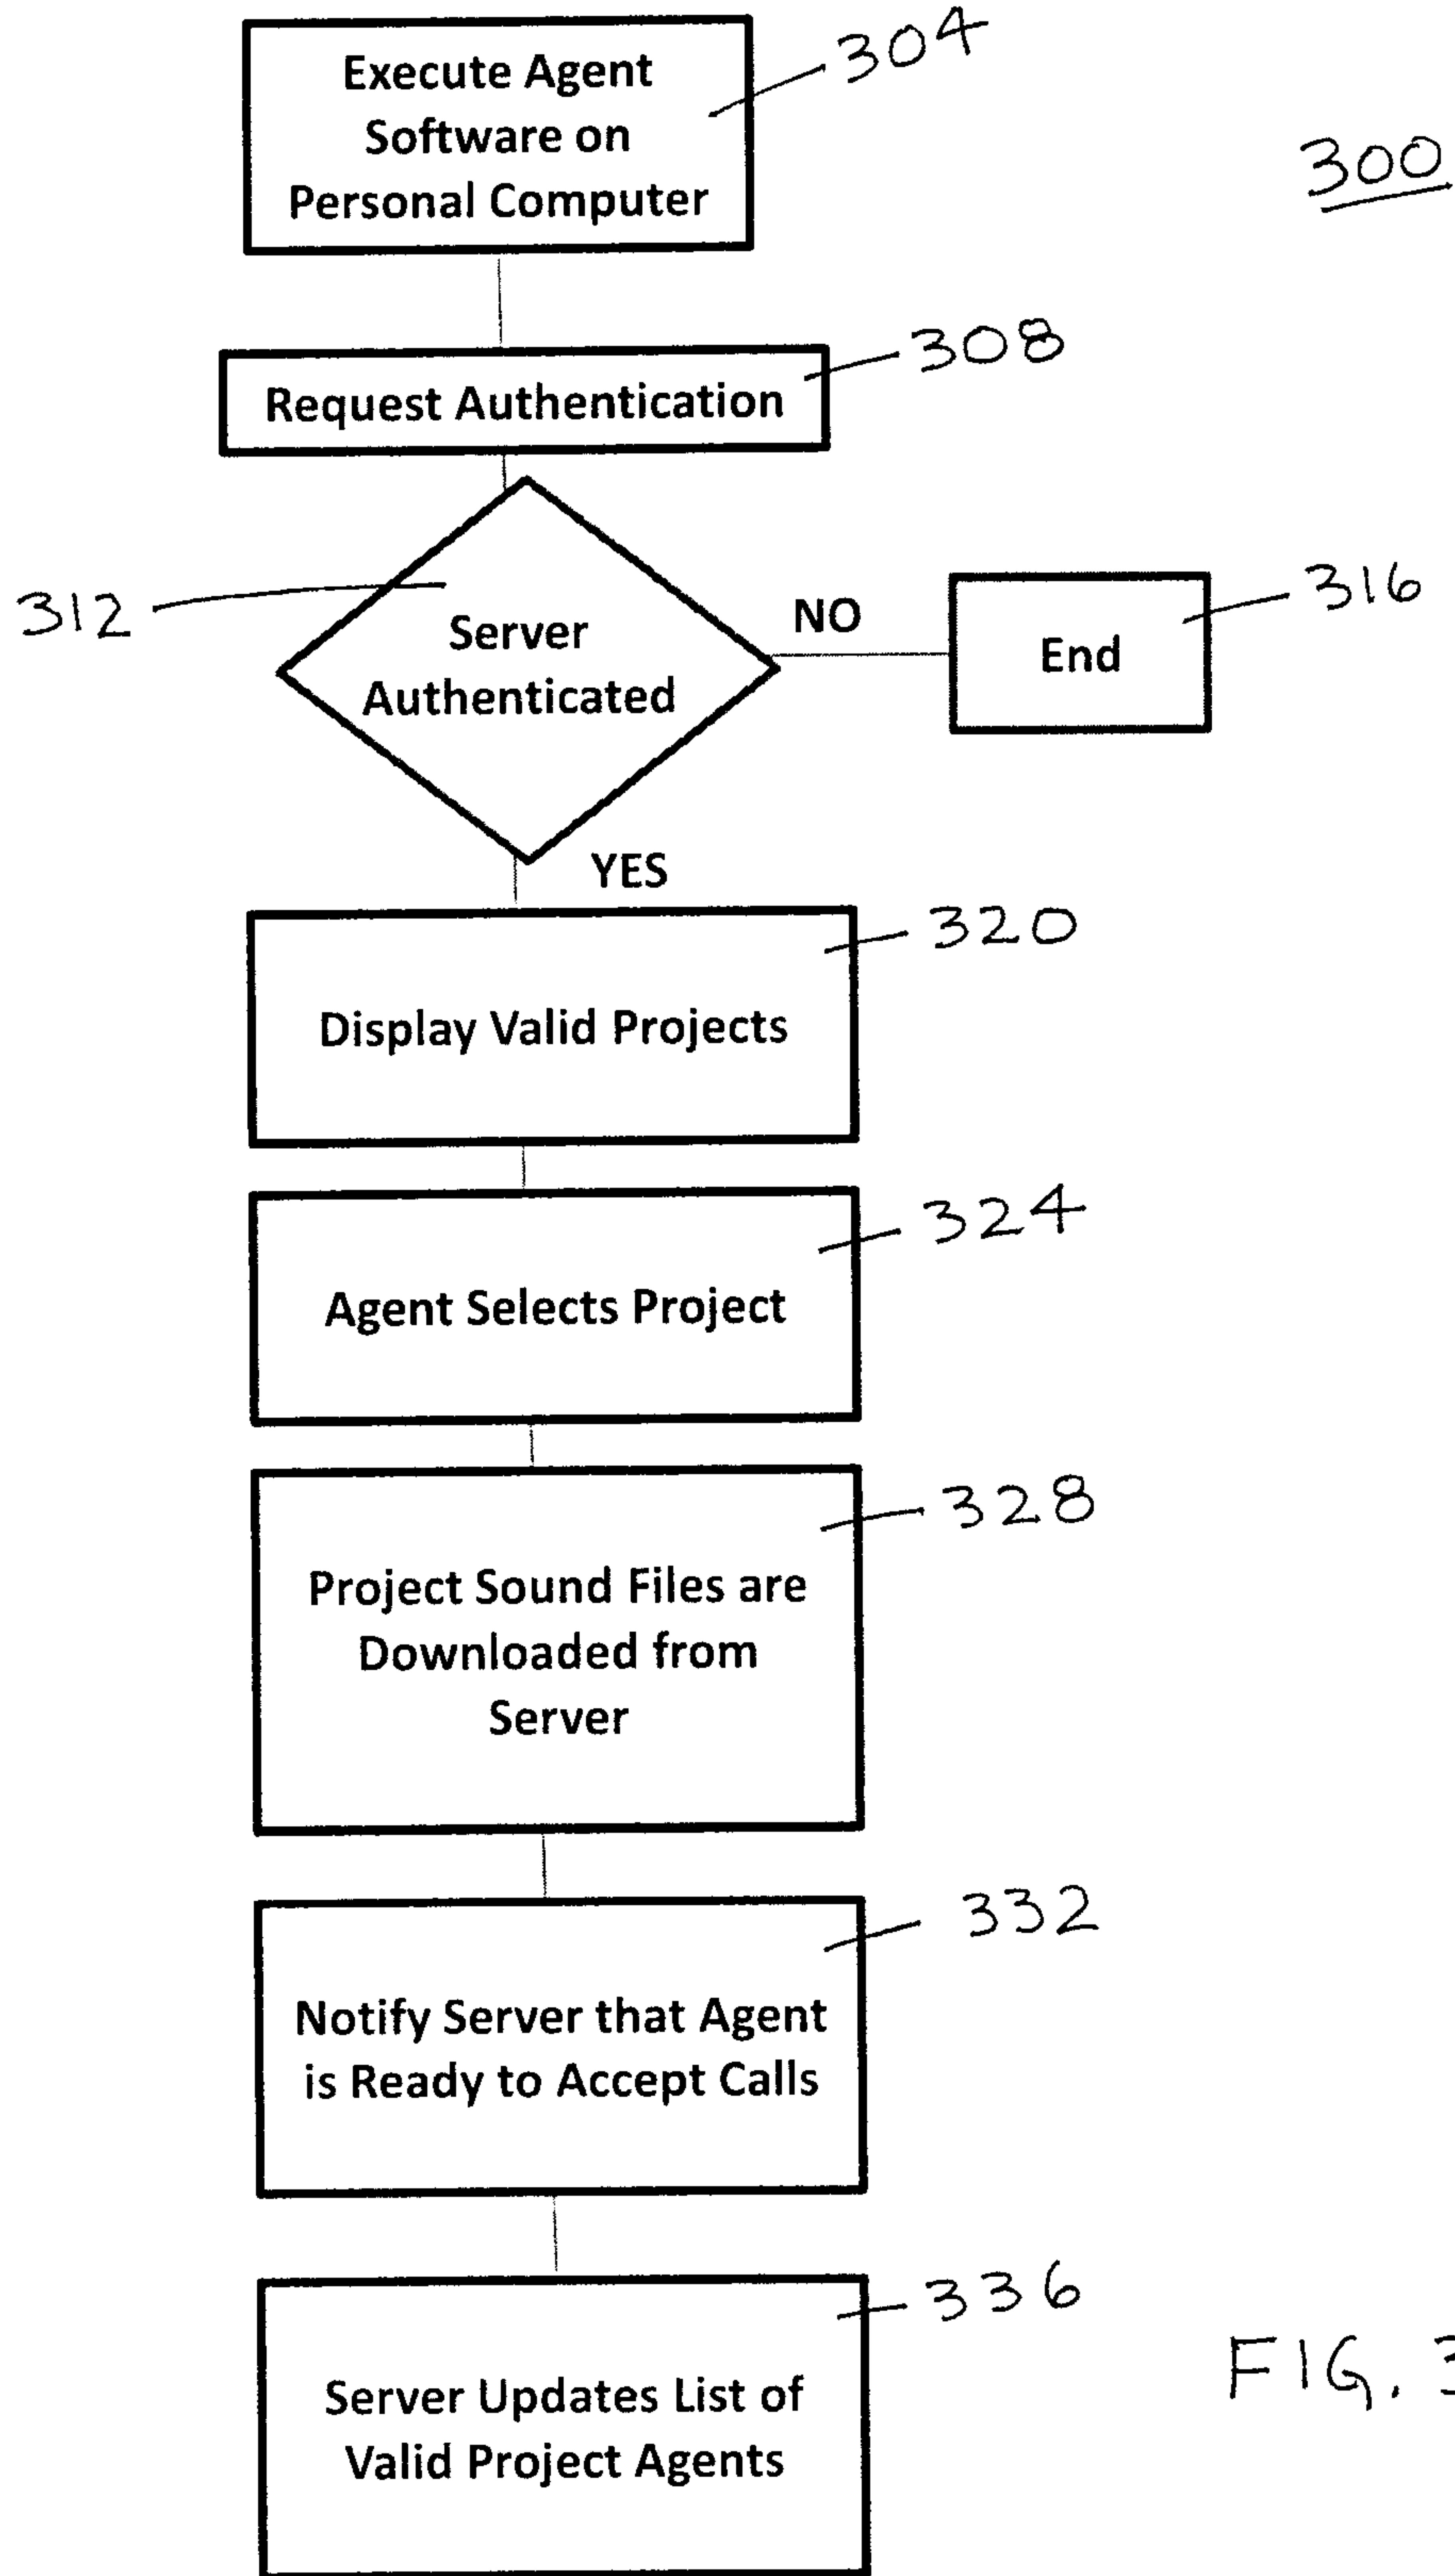 Execute Agent
Software on
Personal Computer
304
300
Request Authentication
308
312
Server
Authenticated
NO
End
316
YES
320
Display Valid Projects
324
Agent Selects Project
328
Project Sound Files are
Downloaded from
Server
332
Notify Server that Agent
is Ready to Accept Calls
336
Server Updates List of
Valid Project Agents
FIG. 3